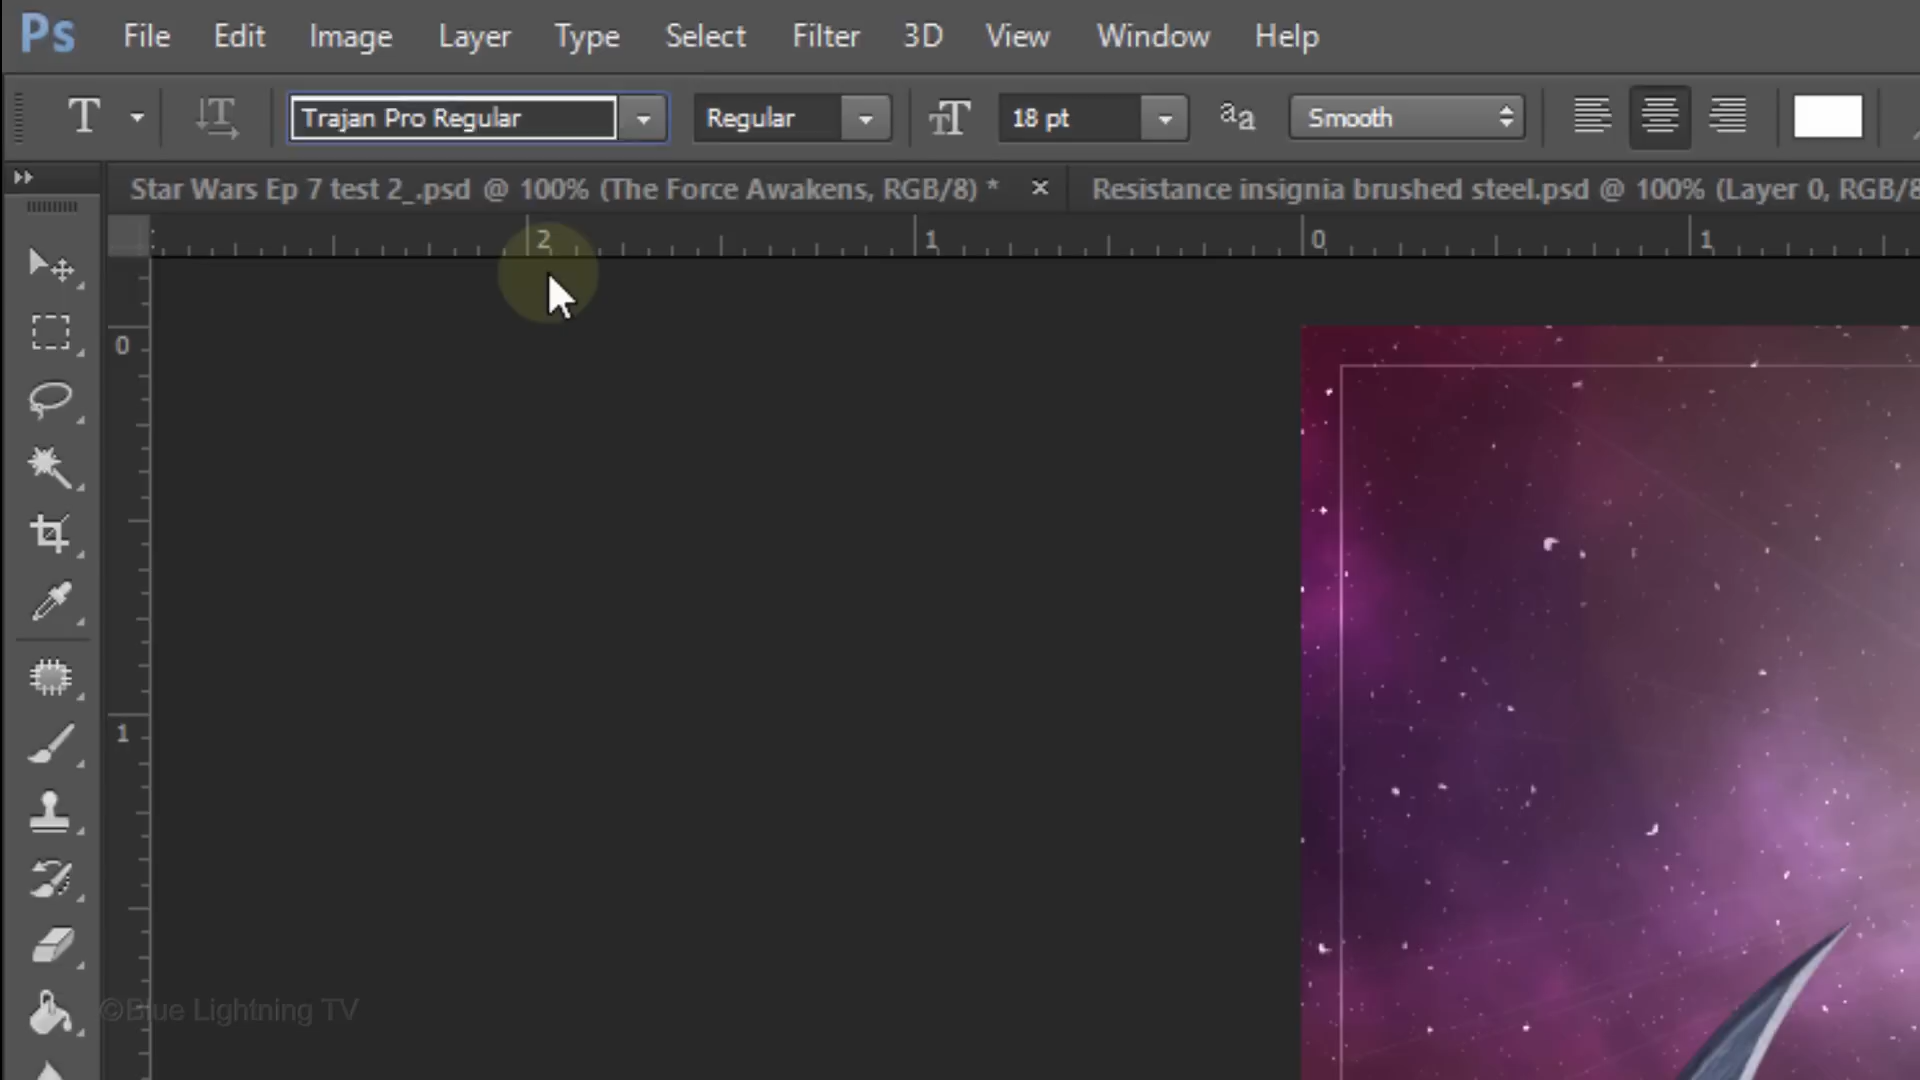 Ps File Edit Image Layer Type Select Filter 3D View Window Help
T T Trajan Pro Regular Regular TT 18 pt aa Smooth
Star Wars Ep 7 test 2_.psd @ 100% (The Force Awakens, RGB/8) * × Resistance insignia brushed steel.psd @ 100% (Layer 0, RGB/8
2 1 0 1
0
1
©Blue Lightning TV